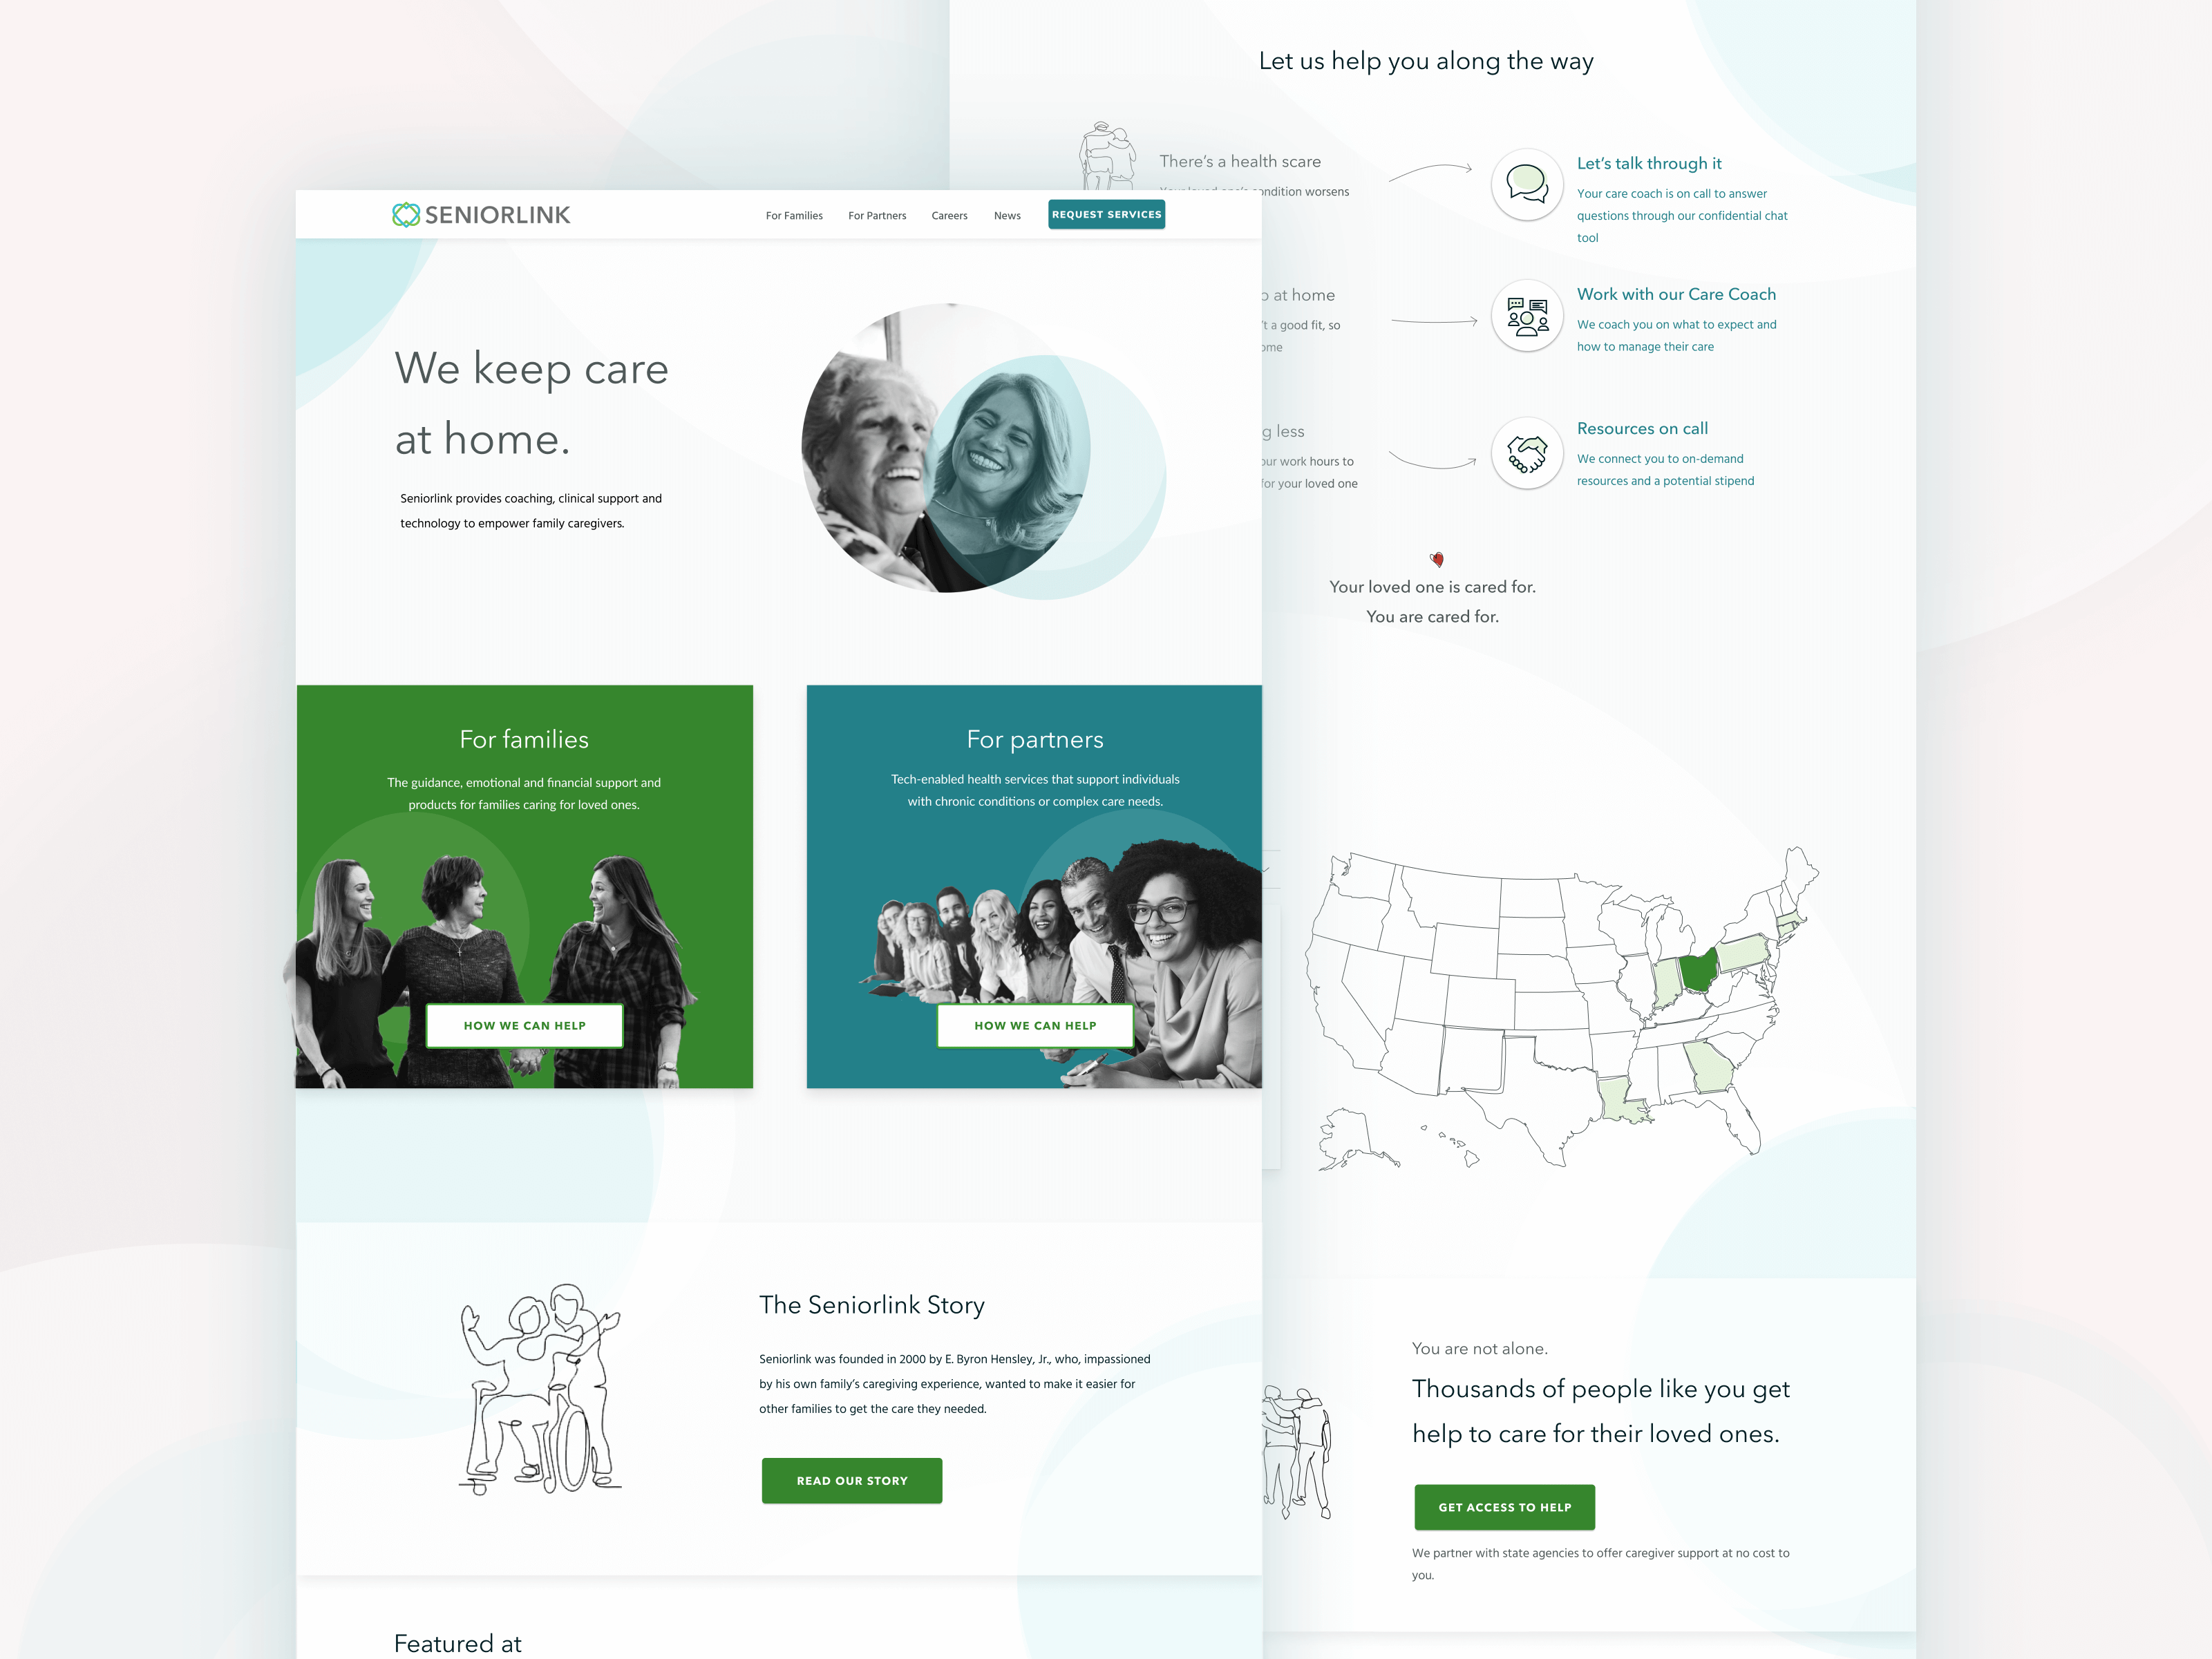 SENIORLINK
For Families
For Partners
Careers
News
REQUEST SERVICES
We keep care
at home.
Seniorlink provides coaching, clinical support and
technology to empower family caregivers.
For families
The guidance, emotional and financial support and
products for families caring for loved ones.
HOW WE CAN HELP
For partners
Tech-enabled health services that support individuals
with chronic conditions or complex care needs.
HOW WE CAN HELP
The Seniorlink Story
Seniorlink was founded in 2000 by E. Byron Hensley, Jr., who, impassioned
by his own family's caregiving experience, wanted to make it easier for
other families to get the care they needed.
READ OUR STORY
Featured at
Let us help you along the way
There's a health scare
condition worsens
Let's talk through it
Your care coach is on call to answer
questions through our confidential chat
tool
at home
a good fit, so
Work with our Care Coach
We coach you on what to expect and
how to manage their care
less
work hours to
for your loved one
Resources on call
We connect you to on-demand
resources and a potential stipend
Your loved one is cared for.
You are cared for.
You are not alone.
Thousands of people like you get
help to care for their loved ones.
GET ACCESS TO HELP
We partner with state agencies to offer caregiver support at no cost to
you.